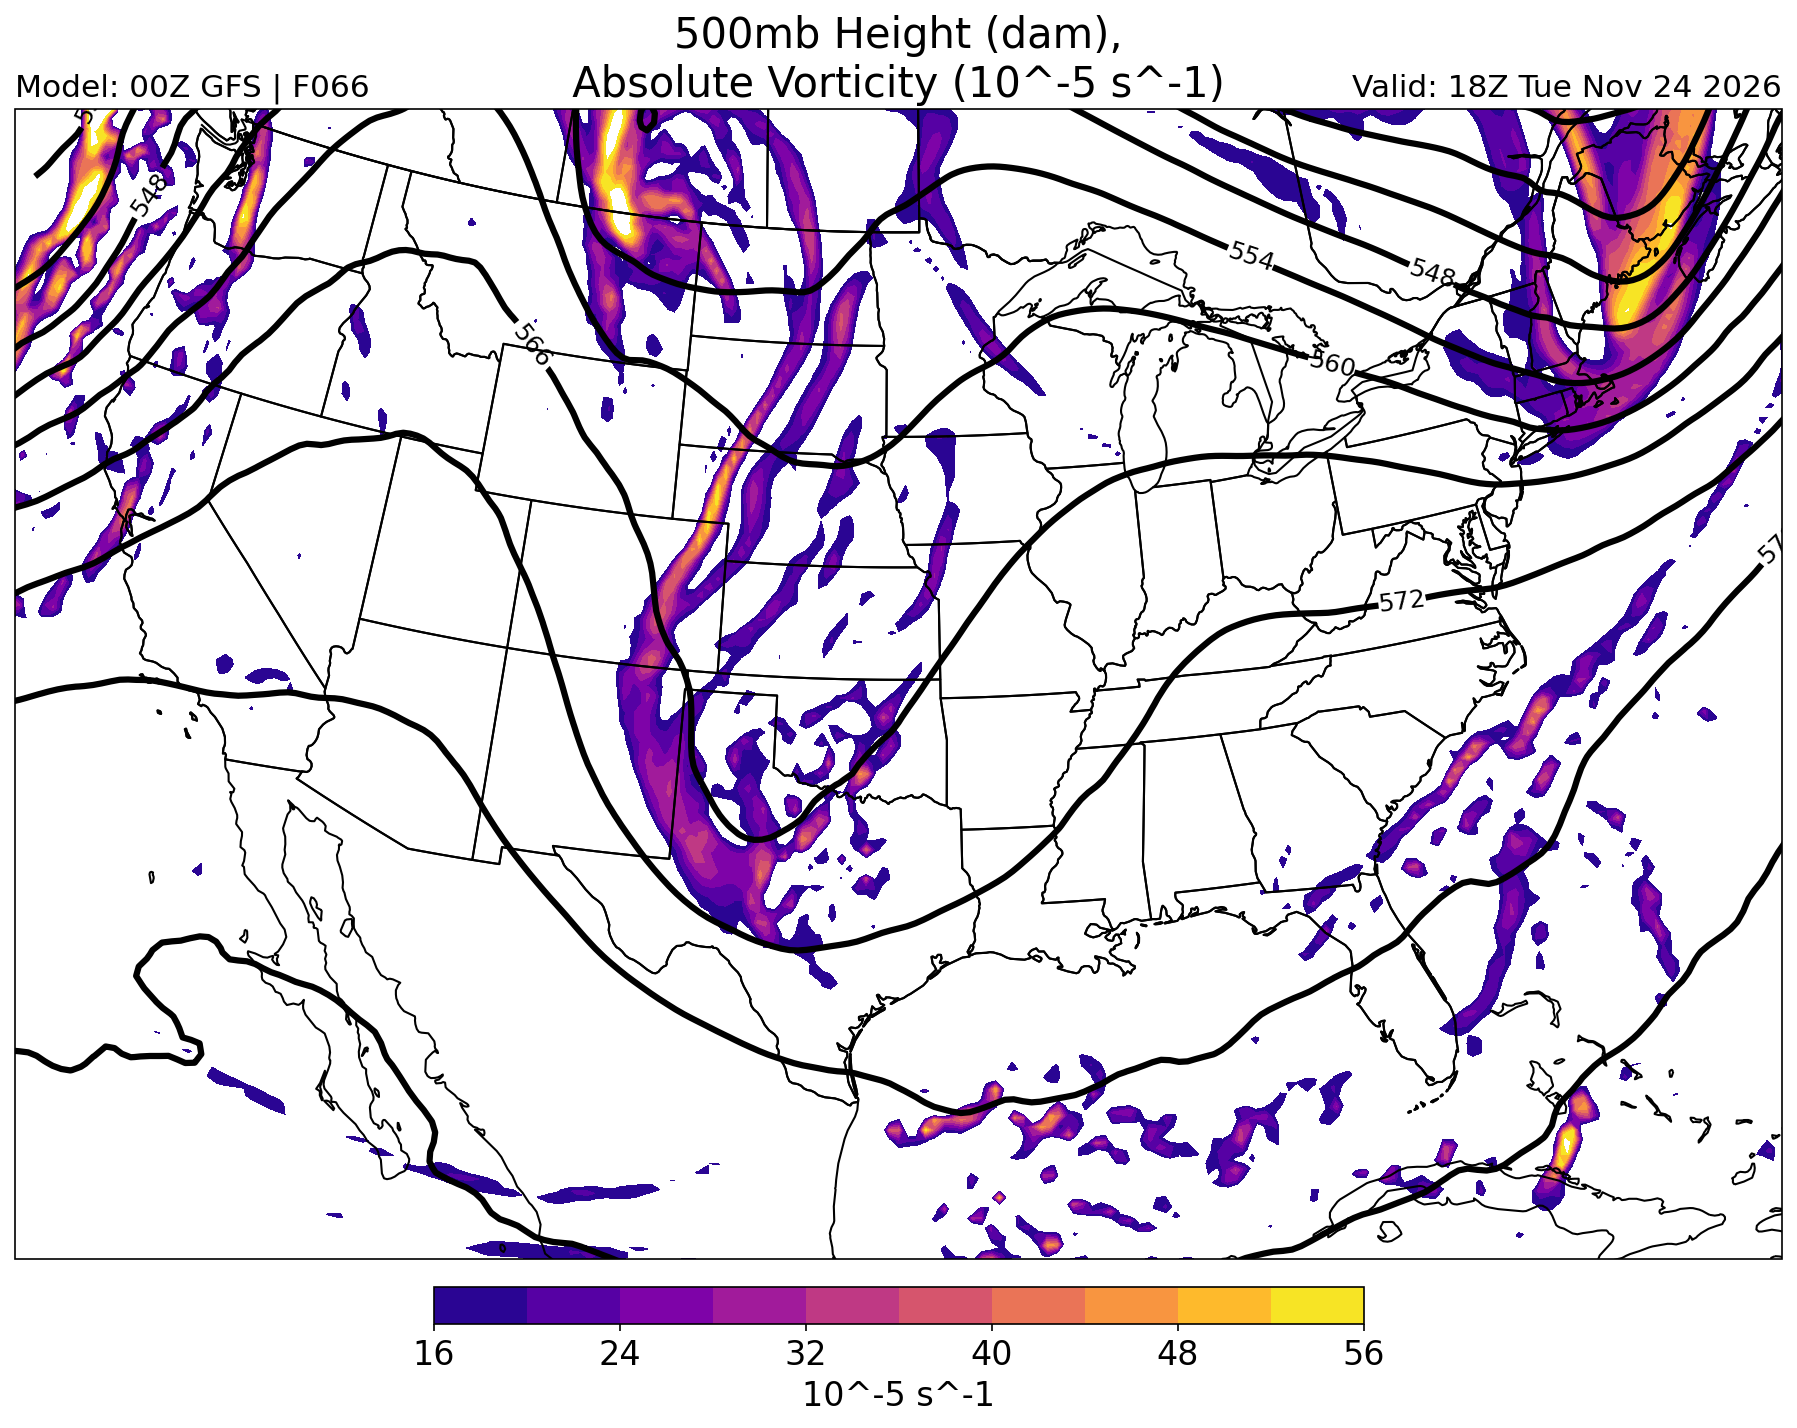 500mb Height (dam),
Model: 00Z GFS | F066
Absolute Vorticity (10^-5 s^-1)
Valid: 18Z Tue Nov 24 2026
548
554
548
566
560
572
16 24 32 40 48 56
10^-5 s^-1